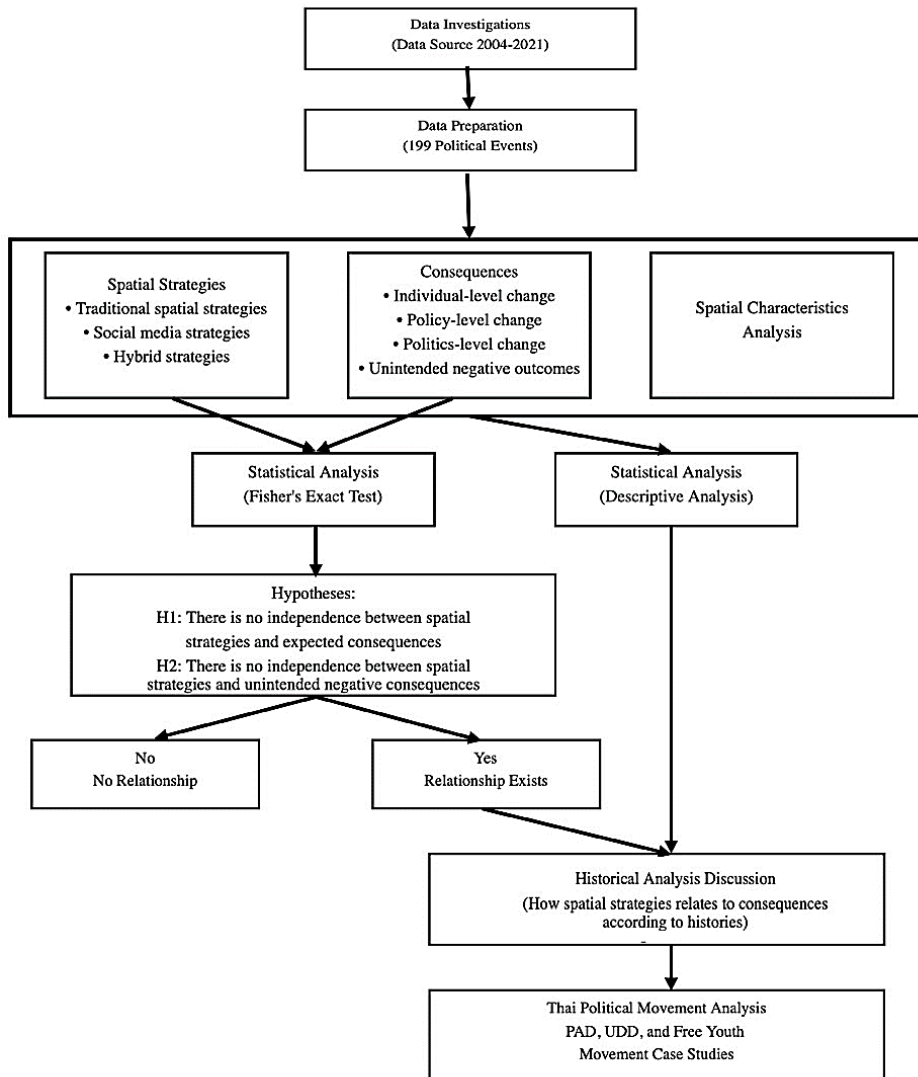 Data Investigations
(Data Source 2004-2021)
Data Preparation
(199 Political Events)
Spatial Strategies
• Traditional spatial strategies
• Social media strategies
• Hybrid strategies
Consequences
• Individual-level change
• Policy-level change
• Politics-level change
• Unintended negative outcomes
Spatial Characteristics
Analysis
Statistical Analysis
(Fisher's Exact Test)
Statistical Analysis
(Descriptive Analysis)
Hypotheses:
H1: There is no independence between spatial
strategies and expected consequences
H2: There is no independence between spatial
strategies and unintended negative consequences
No
No Relationship
Yes
Relationship Exists
Historical Analysis Discussion
(How spatial strategies relates to consequences
according to histories)
-
Thai Political Movement Analysis
PAD, UDD, and Free Youth
Movement Case Studies